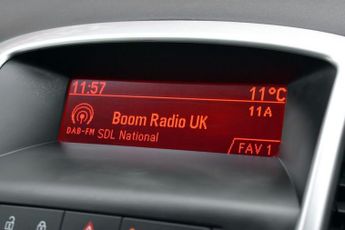 11:57 11°C
11A
Boom Radio UK
DAB-FM SDL National
FAV 1